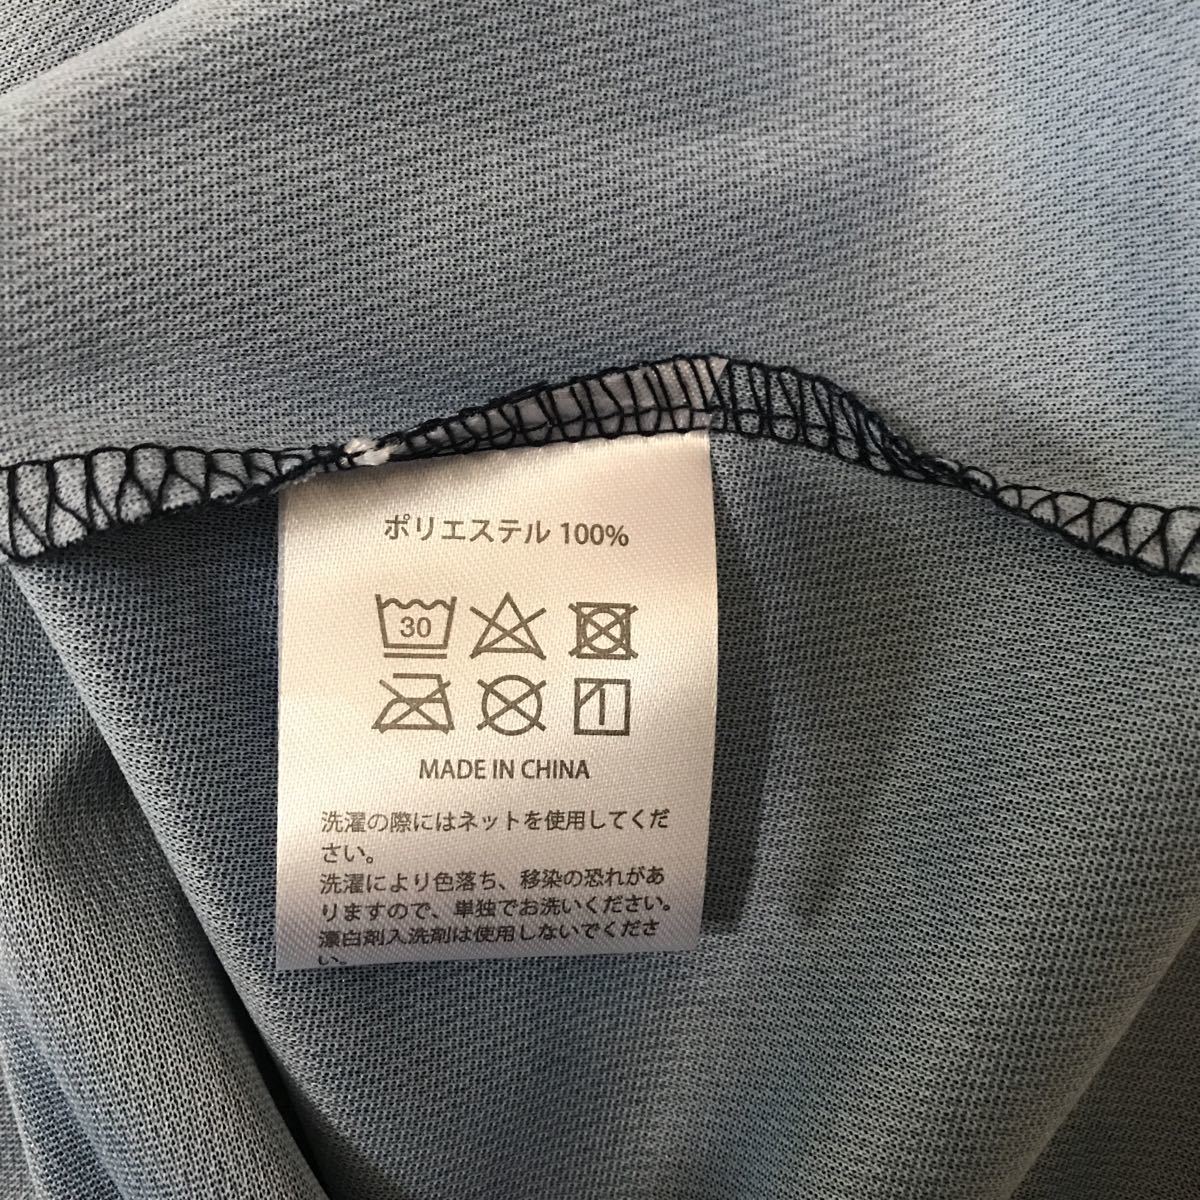 ポリエステル 100%
30
MADE IN CHINA
洗濯の際にはネットを使用してくだ
さい。
洗濯により色落ち、移染の恐れがあ
りますので、単独でお洗いください。
漂白剤入洗剤は使用しないでくださ
い。